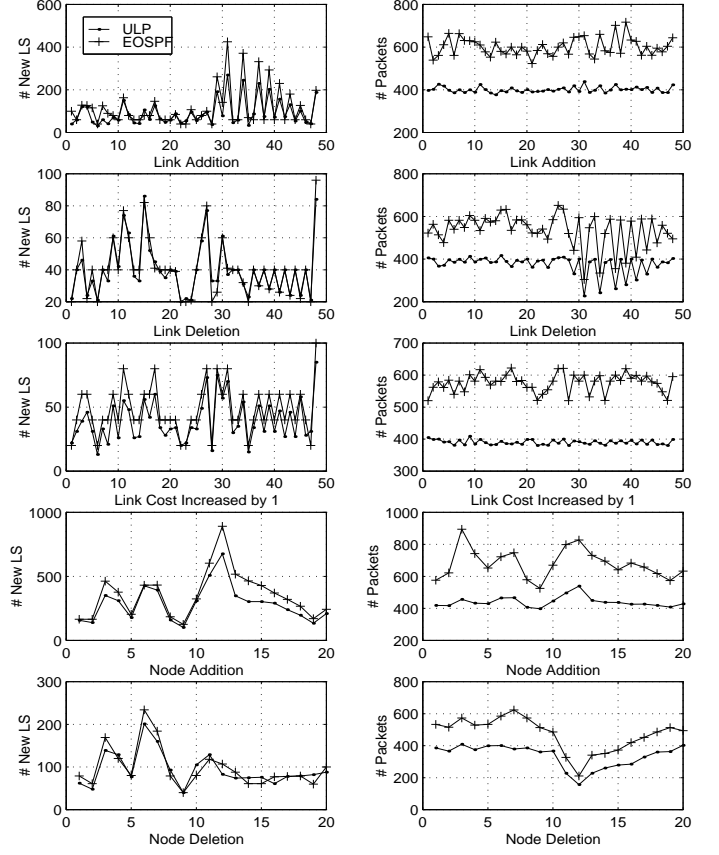 600
400
200
0
# New LS
ULP
EOSPF
0 10 20 30 40 50
Link Addition
800
600
400
200
# Packets
0 10 20 30 40 50
Link Addition
100
80
60
40
20
# New LS
0 10 20 30 40 50
Link Deletion
800
600
400
200
# Packets
0 10 20 30 40 50
Link Deletion
100
50
0
# New LS
0 10 20 30 40 50
Link Cost Increased by 1
700
600
500
400
300
# Packets
0 10 20 30 40 50
Link Cost Increased by 1
1000
500
0
# New LS
0 5 10 15 20
Node Addition
1000
800
600
400
200
# Packets
0 5 10 15 20
Node Addition
300
200
100
0
# New LS
0 5 10 15 20
Node Deletion
800
600
400
200
0
# Packets
0 5 10 15 20
Node Deletion